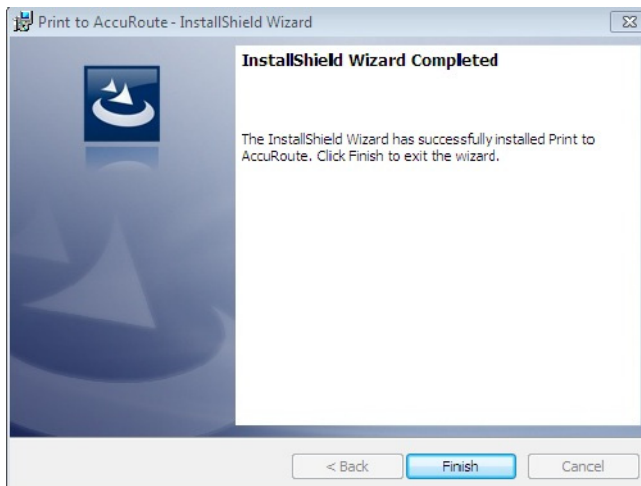 Print to AccuRoute - InstallShield Wizard
InstallShield Wizard Completed
The InstallShield Wizard has successfully installed Print to
AccuRoute. Click Finish to exit the wizard.
< Back
Finish
Cancel